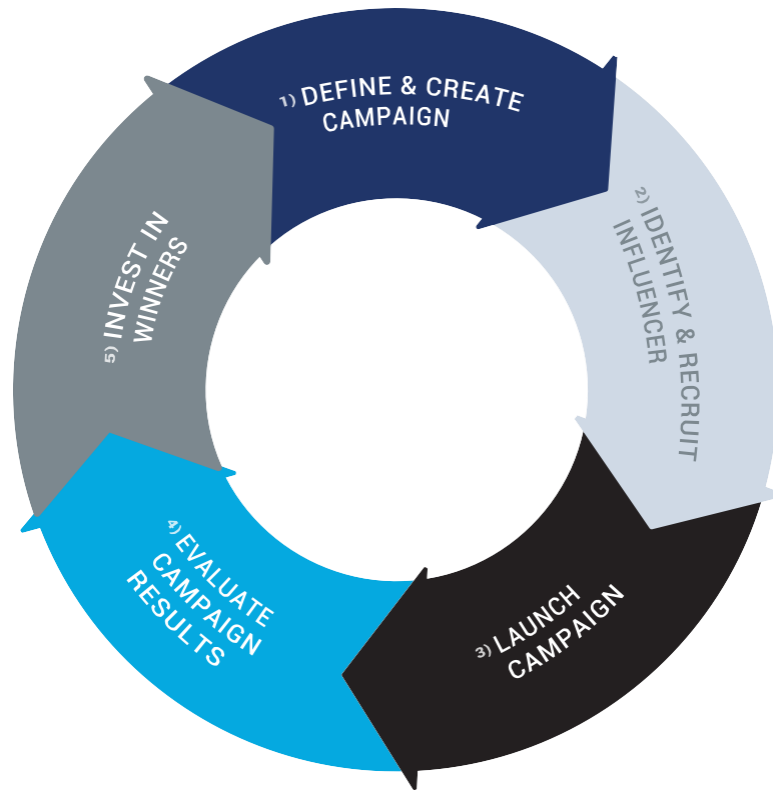 1) DEFINE & CREATE
CAMPAIGN
2) IDENTIFY & RECRUIT
INFLUENCER
3) LAUNCH
CAMPAIGN
4) EVALUATE
CAMPAIGN
RESULTS
5) INVEST IN
WINNERS